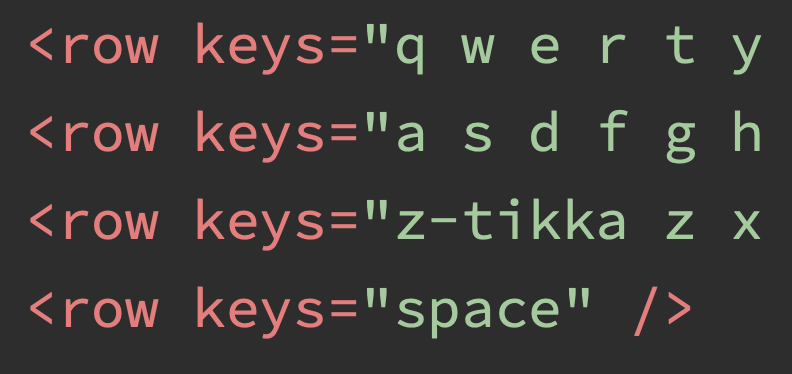 <row keys="q w e r t y
<row keys="a s d f g h
<row keys="z-tikka z x
<row keys="space" />